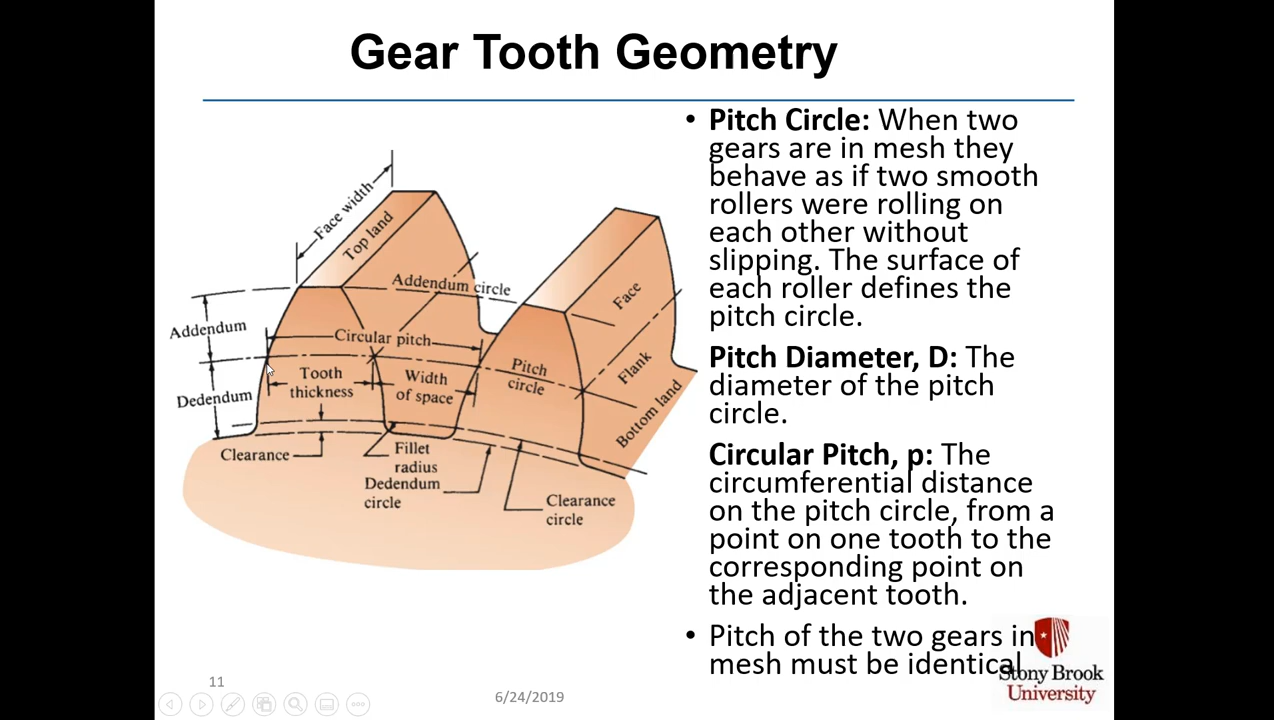 Gear Tooth Geometry
Face width
Top land
Addendum circle
Face
Addendum
Circular pitch
Pitch
circle
Flank
Tooth
thickness
Width
of space
Dedendum
Bottom land
Clearance
Fillet
radius
Dedendum
circle
Clearance
circle
• Pitch Circle: When two
gears are in mesh they
behave as if two smooth
rollers were rolling on
each other without
slipping. The surface of
each roller defines the
pitch circle.
Pitch Diameter, D: The
diameter of the pitch
circle.
Circular Pitch, p: The
circumferential distance
on the pitch circle, from a
point on one tooth to the
corresponding point on
the adjacent tooth.
• Pitch of the two gears in
mesh must be identical
Stony Brook
University
11
6/24/2019